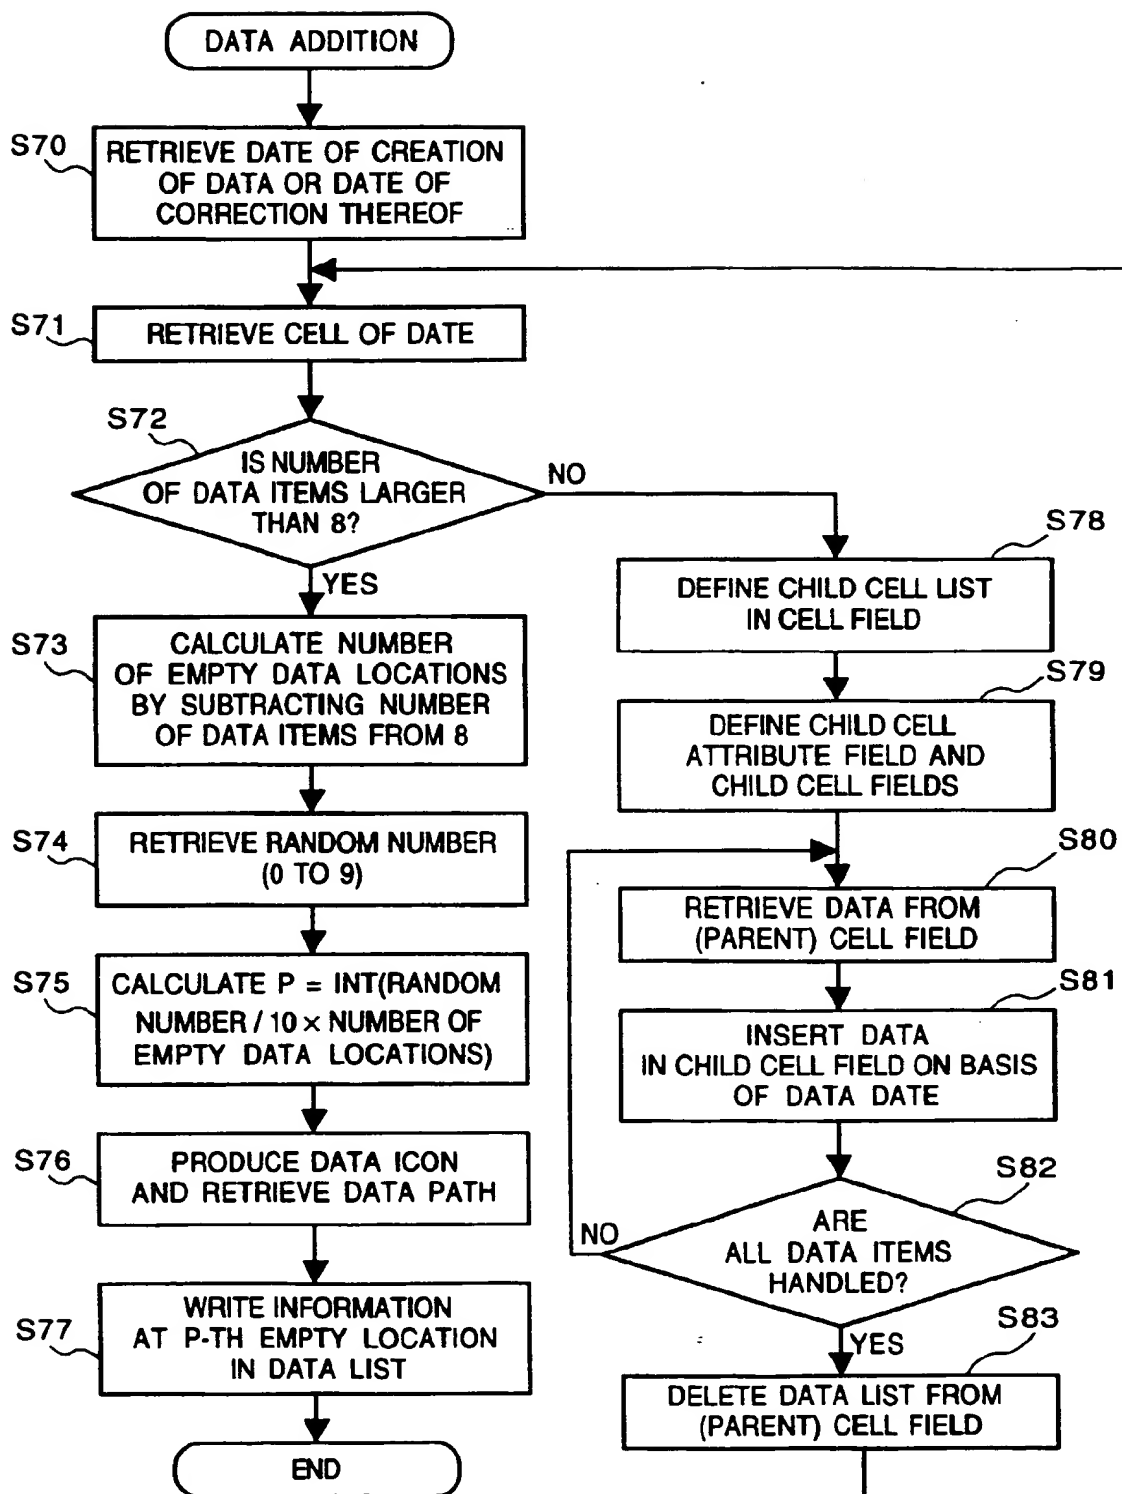 DATA ADDITION
S70
RETRIEVE DATE OF CREATION
OF DATA OR DATE OF
CORRECTION THEREOF
S71
RETRIEVE CELL OF DATE
S72
IS NUMBER
OF DATA ITEMS LARGER
THAN 8?
NO
YES
S73
CALCULATE NUMBER
OF EMPTY DATA LOCATIONS
BY SUBTRACTING NUMBER
OF DATA ITEMS FROM 8
S74
RETRIEVE RANDOM NUMBER
(0 TO 9)
S75
CALCULATE P = INT(RANDOM
NUMBER / 10 × NUMBER OF
EMPTY DATA LOCATIONS)
S76
PRODUCE DATA ICON
AND RETRIEVE DATA PATH
S77
WRITE INFORMATION
AT P-TH EMPTY LOCATION
IN DATA LIST
END
S78
DEFINE CHILD CELL LIST
IN CELL FIELD
S79
DEFINE CHILD CELL
ATTRIBUTE FIELD AND
CHILD CELL FIELDS
S80
RETRIEVE DATA FROM
(PARENT) CELL FIELD
S81
INSERT DATA
IN CHILD CELL FIELD ON BASIS
OF DATA DATE
S82
ARE
ALL DATA ITEMS
HANDLED?
NO
YES
S83
DELETE DATA LIST FROM
(PARENT) CELL FIELD